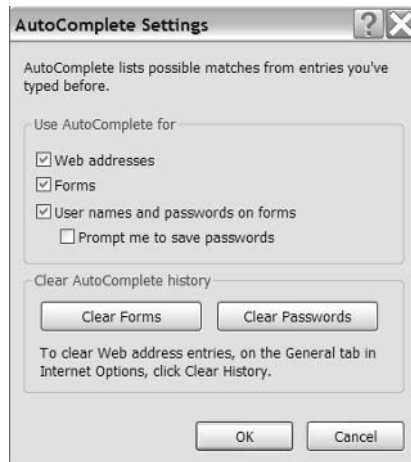 AutoComplete Settings
AutoComplete lists possible matches from entries you've
typed before.
Use AutoComplete for
Web addresses
Forms
User names and passwords on forms
Prompt me to save passwords
Clear AutoComplete history
Clear Forms Clear Passwords
To clear Web address entries, on the General tab in
Internet Options, click Clear History.
OK Cancel